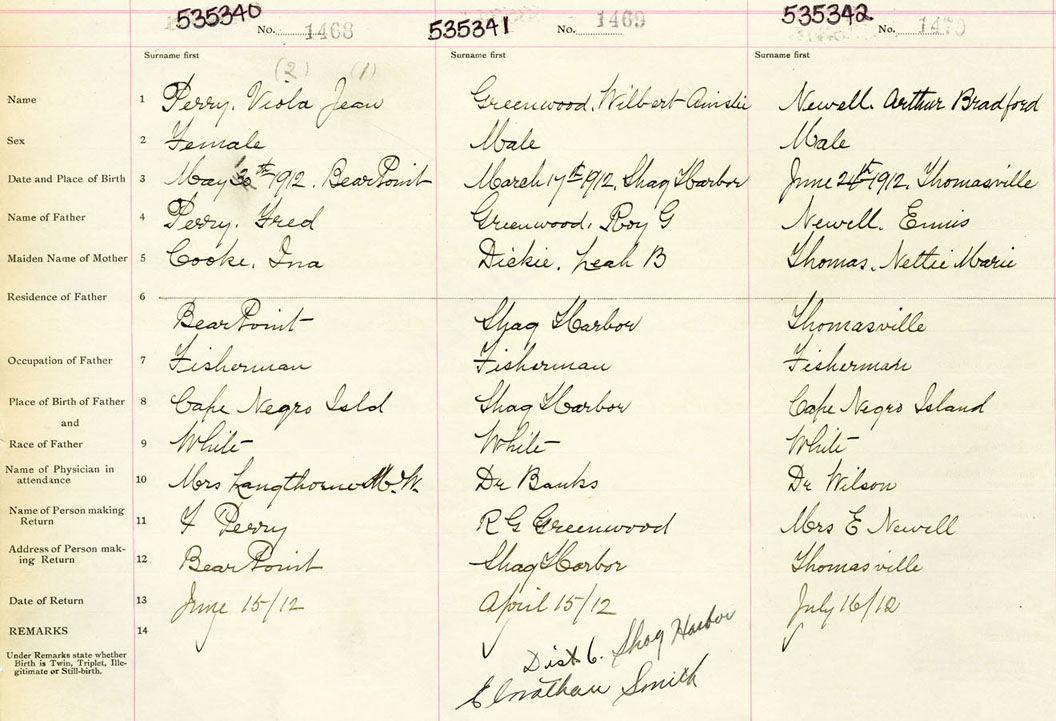 535340 No. 1468 535341 No. 1469 535342 No. 1470
Surname first Surname first Surname first
(2) (1)
Name 1 Perry, Viola Jean Greenwood, Wilbert Ainslie Newell, Arthur Bradford
Sex 2 Female Male Male
Date and Place of Birth 3 May th 1912. Bear Point March 17th 1912, Shag Harbor June 24th 1912, Thomasville
Name of Father 4 Perry, Fred Greenwood, Roy G Newell, Ennis
Maiden Name of Mother 5 Cooke, Ina Dickie, Leah B Thomas, Nettie Marie
Residence of Father 6
Bear Point Shag Harbor Thomasville
Occupation of Father 7 Fisherman Fisherman Fisherman
Place of Birth of Father 8 Cape Negro Isld Shag Harbor Cape Negro Island
and
Race of Father 9 White White White
Name of Physician in
attendance 10 Mrs Langthorne M.W. Dr Banks Dr Wilson
Name of Person making
Return 11 F Perry R G Greenwood Mrs E Newell
Address of Person mak-
ing Return 12 Bear Point Shag Harbor Thomasville
Date of Return 13 June 15/12 April 15/12 July 16/12
REMARKS 14
Under Remarks state whether
Birth is Twin, Triplet, Ille-
gitimate or Still-birth.
Dist 6. Shag Harbor
Elnathan Smith